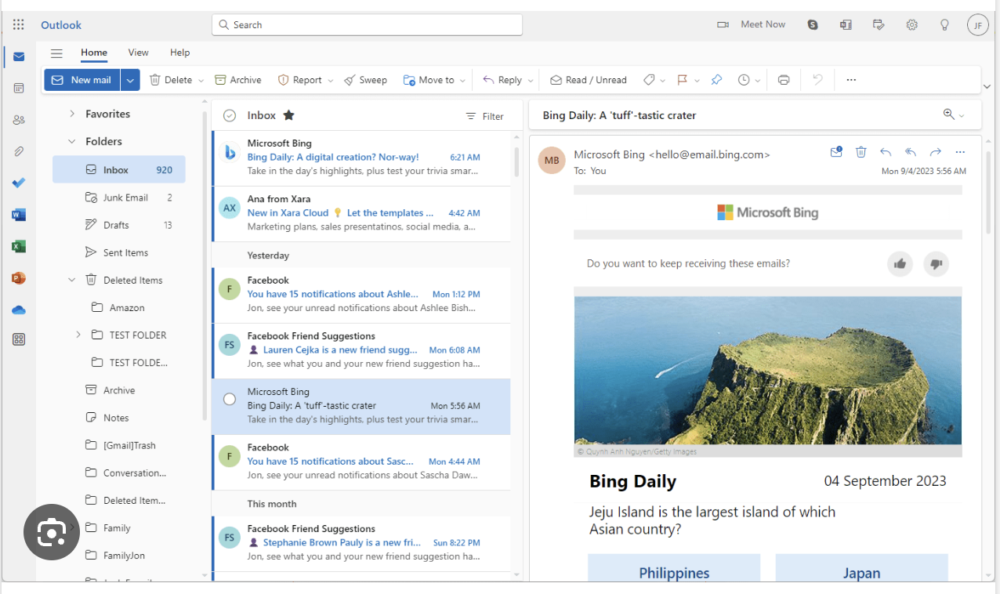 Outlook
Search
Meet Now
JF
Home View Help
New mail Delete Archive Report Sweep Move to Reply Read / Unread
Favorites
Folders
Inbox 920
Junk Email 2
Drafts 13
Sent Items
Deleted Items
Amazon
TEST FOLDER
TEST FOLDE...
Archive
Notes
[Gmail]Trash
Conversation...
Deleted Item...
Family
FamilyJon
Inbox Filter
Microsoft Bing
Bing Daily: A digital creation? Nor-way! 6:21 AM
Take in the day's highlights, plus test your trivia smar...
AX
Ana from Xara
New in Xara Cloud 💡 Let the templates ... 4:42 AM
Marketing plans, sales presentatinos, social media, a...
Yesterday
F
Facebook
You have 15 notifications about Ashle... Mon 1:12 PM
Jon, see your unread notifications about Ashlee Bish...
FS
Facebook Friend Suggestions
👤 Lauren Cejka is a new friend sugg... Mon 6:08 AM
Jon, see what you and your new friend suggestion ha...
Microsoft Bing
Bing Daily: A 'tuff'-tastic crater Mon 5:56 AM
Take in the day's highlights, plus test your trivia smar...
F
Facebook
You have 15 notifications about Sasc... Mon 4:44 AM
Jon, see your unread notifications about Sascha Daw...
This month
FS
Facebook Friend Suggestions
👤 Stephanie Brown Pauly is a new fri... Sun 8:22 PM
Jon, see what you and your new friend suggestion ha...
Bing Daily: A 'tuff'-tastic crater
MB
Microsoft Bing <hello@email.bing.com>
To: You
Mon 9/4/2023 5:56 AM
Microsoft Bing
Do you want to keep receiving these emails?
© Quynh Anh Nguyen/Getty Images
Bing Daily 04 September 2023
Jeju Island is the largest island of which
Asian country?
Philippines Japan